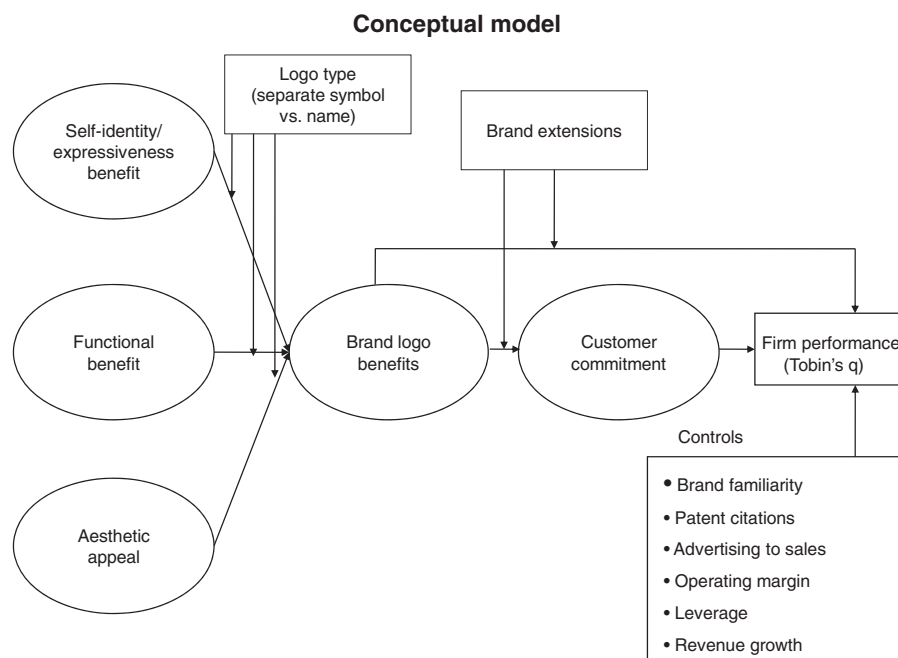 Conceptual model
Logo type
(separate symbol
vs. name)
Self-identity/
expressiveness
benefit
Brand extensions
Functional
benefit
Brand logo
benefits
Customer
commitment
Firm performance
(Tobin's q)
Controls
Aesthetic
appeal
• Brand familiarity
• Patent citations
• Advertising to sales
• Operating margin
• Leverage
• Revenue growth